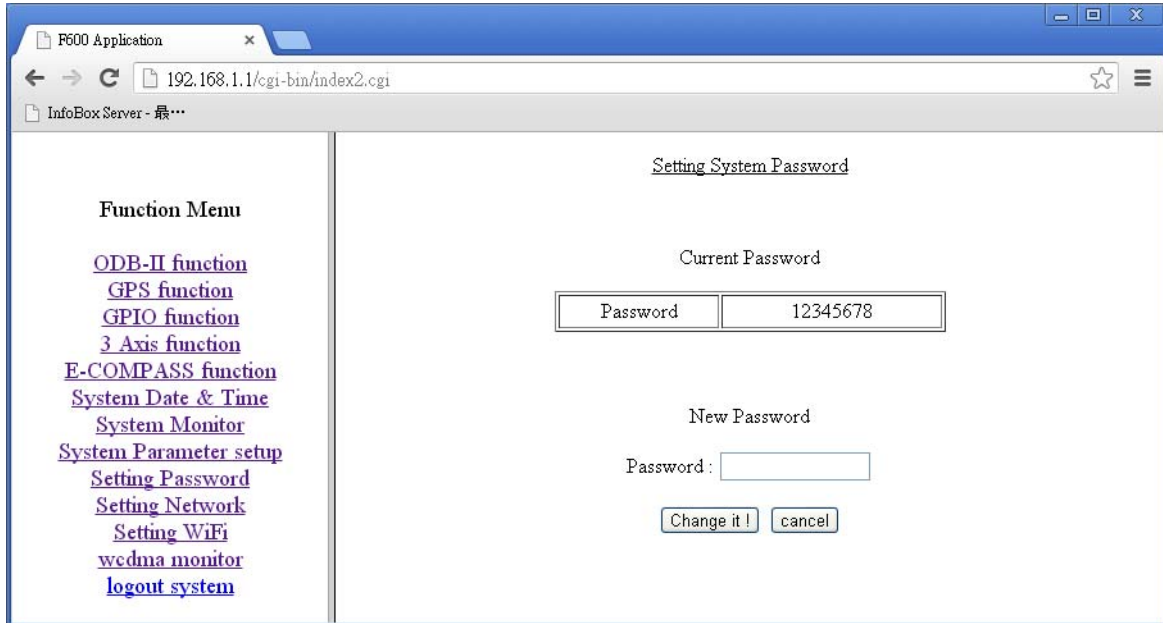 F600 Application
192.168.1.1/cgi-bin/index2.cgi
InfoBox Server - 最⋯
Function Menu
ODB-II function
GPS function
GPIO function
3 Axis function
E-COMPASS function
System Date & Time
System Monitor
System Parameter setup
Setting Password
Setting Network
Setting WiFi
wcdma monitor
logout system
Setting System Password
Current Password
Password 12345678
New Password
Password :
Change it ! cancel